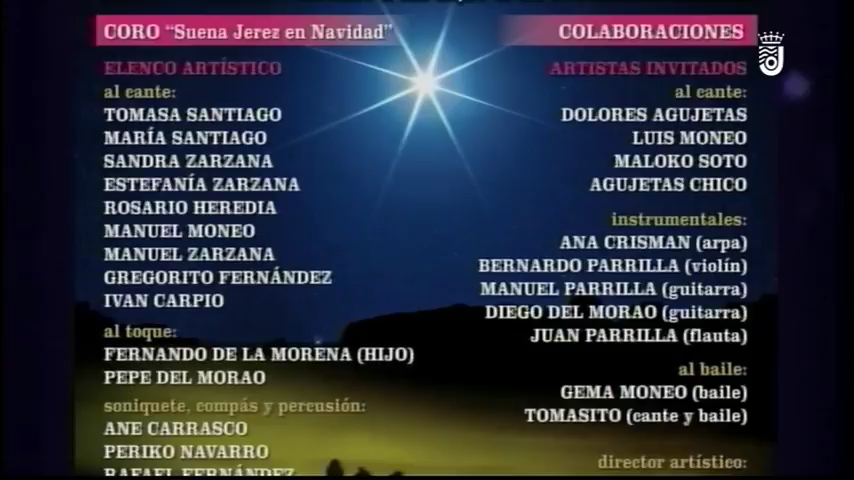 CORO "Suena Jerez en Navidad"
ELENCO ARTÍSTICO
al cante:
TOMASA SANTIAGO
MARÍA SANTIAGO
SANDRA ZARZANA
ESTEFANÍA ZARZANA
ROSARIO HEREDIA
MANUEL MONEO
MANUEL ZARZANA
GREGORITO FERNÁNDEZ
IVAN CARPIO
al toque:
FERNANDO DE LA MORENA (HIJO)
PEPE DEL MORAO
soniquete, compás y percusión:
ANE CARRASCO
PERIKO NAVARRO
RAFAEL FERNÁNDEZ
COLABORACIONES
ARTISTAS INVITADOS
al cante:
DOLORES AGUJETAS
LUIS MONEO
MALOKO SOTO
AGUJETAS CHICO
instrumentales:
ANA CRISMAN (arpa)
BERNARDO PARRILLA (violín)
MANUEL PARRILLA (guitarra)
DIEGO DEL MORAO (guitarra)
JUAN PARRILLA (flauta)
al baile:
GEMA MONEO (baile)
TOMASITO (cante y baile)
director artístico: